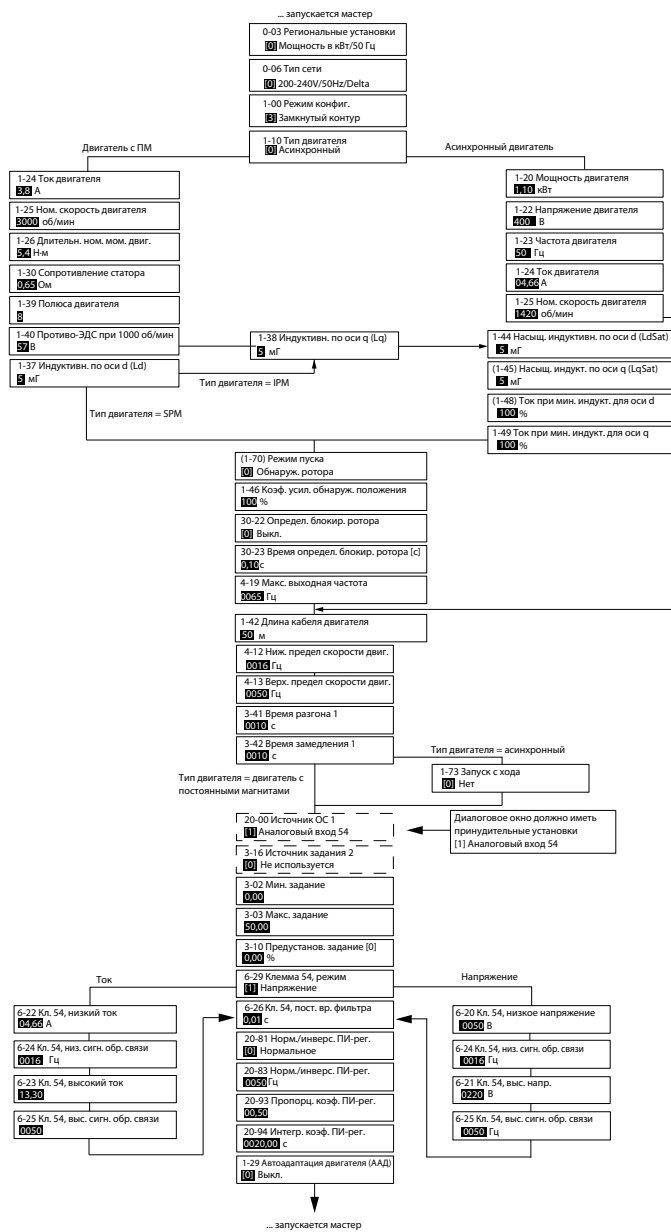 ... запускается мастер
0-03 Региональные установки
[0] Мощность в кВт/50 Гц
0-06 Тип сети
[0] 200-240V/50Hz/Delta
1-00 Режим конфиг.
[3] Замкнутый контур
1-10 Тип двигателя
[0] Асинхронный
Двигатель с ПМ
Асинхронный двигатель
1-24 Ток двигателя
3,8 А
1-25 Ном. скорость двигателя
3000 об/мин
1-26 Длительн. ном. мом. двиг.
5,4 Н·м
1-30 Сопротивление статора
0,65 Ом
1-39 Полюса двигателя
8
1-40 Противо-ЭДС при 1000 об/мин
57 В
1-37 Индуктивн. по оси d (Ld)
5 мГ
1-20 Мощность двигателя
1,10 кВт
1-22 Напряжение двигателя
400 В
1-23 Частота двигателя
50 Гц
1-24 Ток двигателя
04,66 А
1-25 Ном. скорость двигателя
1420 об/мин
1-38 Индуктивн. по оси q (Lq)
5 мГ
1-44 Насыщ. индуктивн. по оси d (LdSat)
5 мГ
(1-45) Насыщ. индукт. по оси q (LqSat)
5 мГ
(1-48) Ток при мин. индукт. для оси d
100 %
1-49 Ток при мин. индукт. для оси q
100 %
Тип двигателя = IPM
Тип двигателя = SPM
(1-70) Режим пуска
[0] Обнаруж. ротора
1-46 Коэф. усил. обнаруж. положения
100 %
30-22 Определ. блокир. ротора
[0] Выкл.
30-23 Время определ. блокир. ротора [с]
0,10 с
4-19 Макс. выходная частота
0065 Гц
1-42 Длина кабеля двигателя
50 м
4-12 Ниж. предел скорости двиг.
0016 Гц
4-13 Верх. предел скорости двиг.
0050 Гц
3-41 Время разгона 1
0010 с
3-42 Время замедления 1
0010 с
Тип двигателя = асинхронный
Тип двигателя = двигатель с
постоянными магнитами
1-73 Запуск с хода
[0] Нет
20-00 Источник ОС 1
[1] Аналоговый вход 54
Диалоговое окно должно иметь
принудительные установки
[1] Аналоговый вход 54
3-16 Источник задания 2
[0] Не используется
3-02 Мин. задание
0,00
3-03 Макс. задание
50,00
3-10 Предустанов. задание [0]
0,00 %
Ток
6-29 Клемма 54, режим
[1] Напряжение
Напряжение
6-22 Кл. 54, низкий ток
04,66 А
6-24 Кл. 54, низ. сигн. обр. связи
0016 Гц
6-23 Кл. 54, высокий ток
13,30
6-25 Кл. 54, выс. сигн. обр. связи
0050
6-26 Кл. 54, пост. вр. фильтра
0,01 с
20-81 Норм./инверс. ПИ-рег.
[0] Нормальное
20-83 Норм./инверс. ПИ-рег.
0050 Гц
20-93 Пропорц. коэф. ПИ-рег.
00,50
20-94 Интегр. коэф. ПИ-рег.
0020,00 с
1-29 Автоадаптация двигателя (ААД)
[0] Выкл.
6-20 Кл. 54, низкое напряжение
0050 В
6-24 Кл. 54, низ. сигн. обр. связи
0016 Гц
6-21 Кл. 54, выс. напр.
0220 В
6-25 Кл. 54, выс. сигн. обр. связи
0050 Гц
... запускается мастер